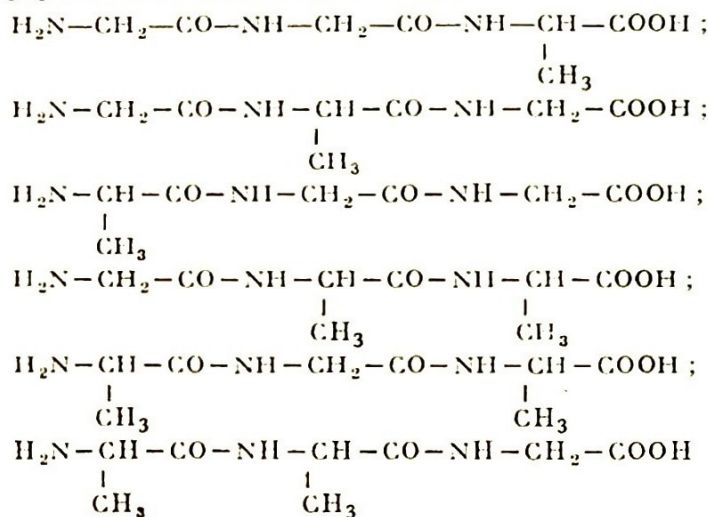 H₂N—CH₂—CO—NH—CH₂—CO—NH—CH—COOH ;
|
CH₃
H₂N—CH₂—CO—NH—CH—CO—NH—CH₂—COOH ;
|
CH₃
H₂N—CH—CO—NH—CH₂—CO—NH—CH₂—COOH ;
|
CH₃
H₂N—CH₂—CO—NH—CH—CO—NH—CH—COOH ;
| |
CH₃ CH₃
H₂N—CH—CO—NH—CH₂—CO—NH—CH—COOH ;
| |
CH₃ CH₃
H₂N—CH—CO—NH—CH—CO—NH—CH₂—COOH
| |
CH₃ CH₃